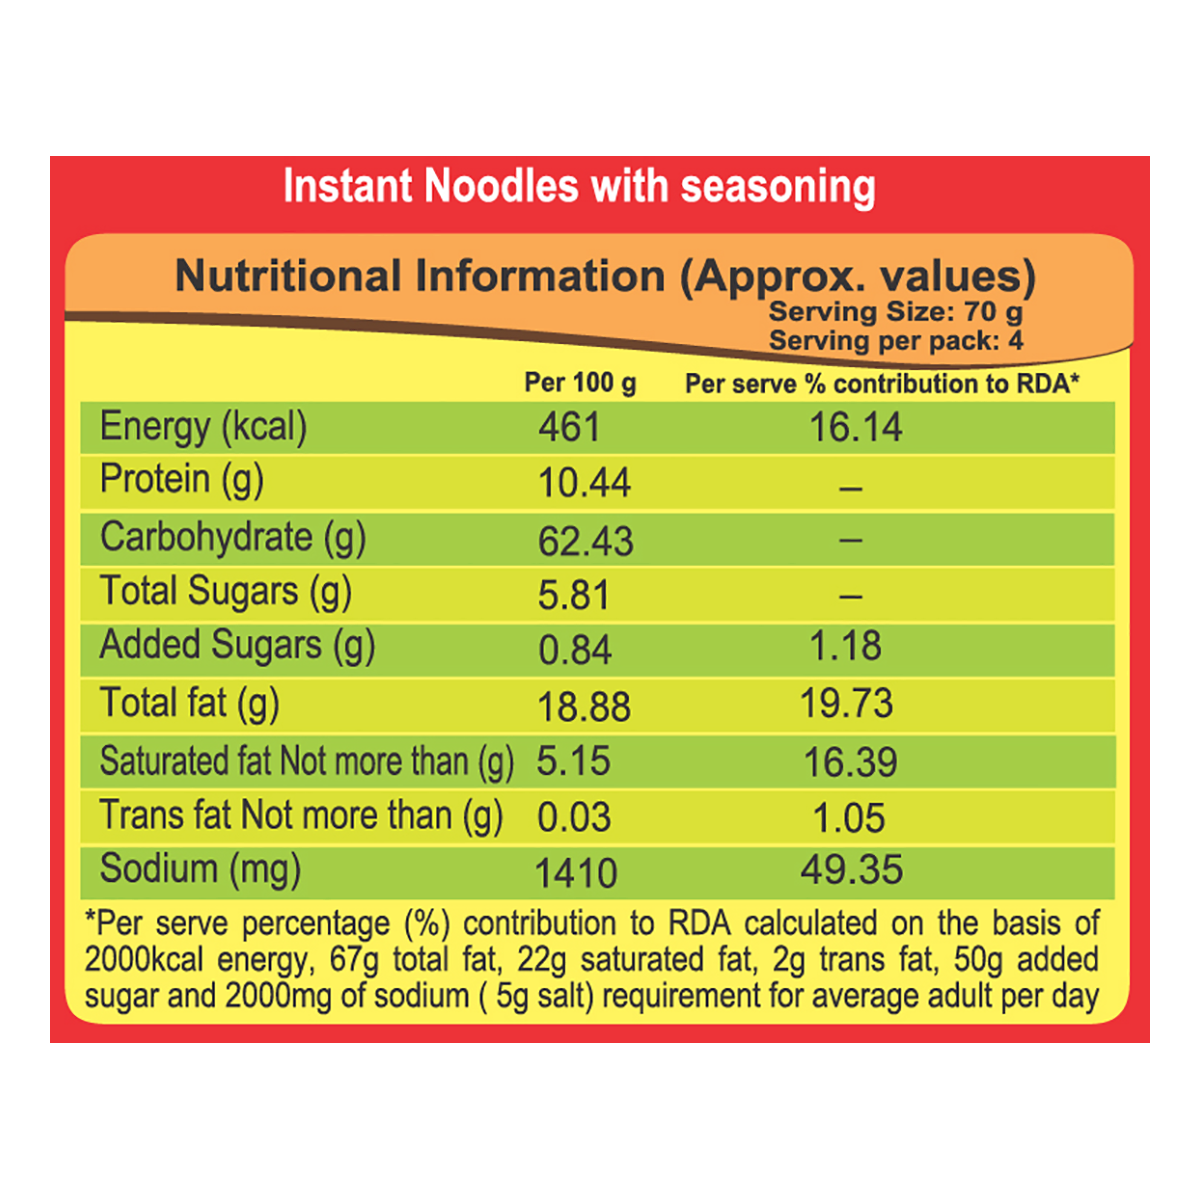 Instant Noodles with seasoning
Nutritional Information (Approx. values)
Serving Size: 70 g
Serving per pack: 4
Per 100 g Per serve % contribution to RDA*
Energy (kcal) 461 16.14
Protein (g) 10.44 –
Carbohydrate (g) 62.43 –
Total Sugars (g) 5.81 –
Added Sugars (g) 0.84 1.18
Total fat (g) 18.88 19.73
Saturated fat Not more than (g) 5.15 16.39
Trans fat Not more than (g) 0.03 1.05
Sodium (mg) 1410 49.35
*Per serve percentage (%) contribution to RDA calculated on the basis of
2000kcal energy, 67g total fat, 22g saturated fat, 2g trans fat, 50g added
sugar and 2000mg of sodium ( 5g salt) requirement for average adult per day